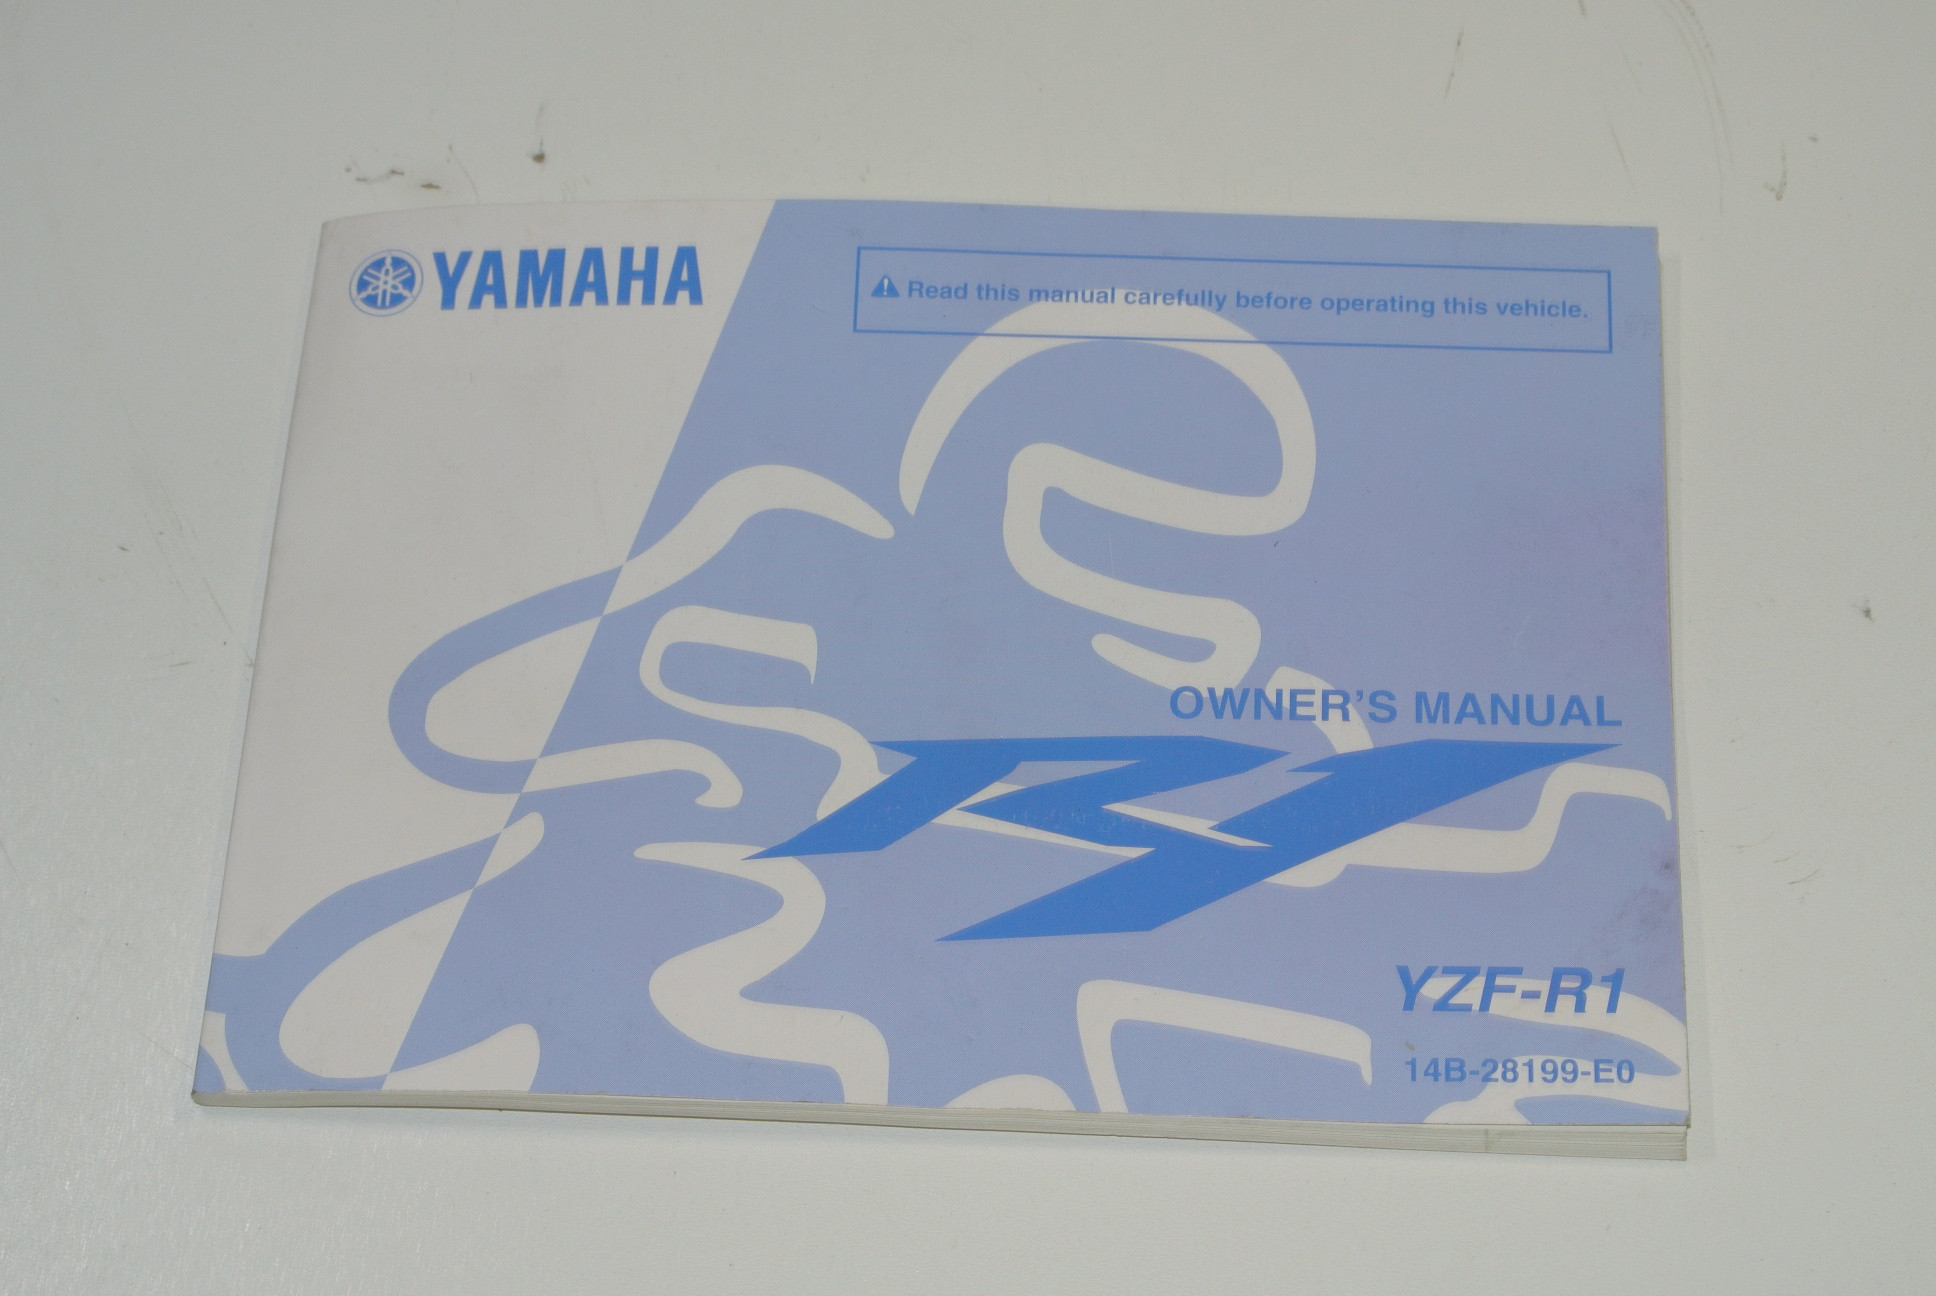 YAMAHA
Read this manual carefully before operating this vehicle.
OWNER'S MANUAL
R1
YZF-R1
14B-28199-E0